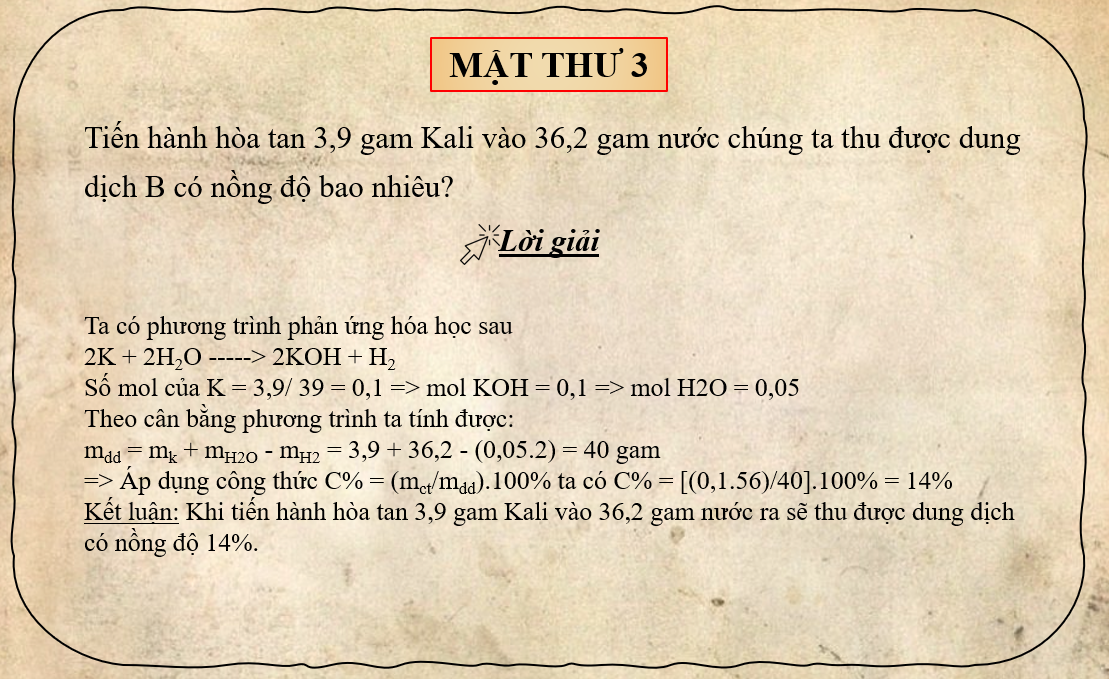 MẬT THƯ 3
Tiến hành hòa tan 3,9 gam Kali vào 36,2 gam nước chúng ta thu được dung
dịch B có nồng độ bao nhiêu?
Lời giải
Ta có phương trình phản ứng hóa học sau
2K + 2H₂O -----> 2KOH + H₂
Số mol của K = 3,9/ 39 = 0,1 => mol KOH = 0,1 => mol H2O = 0,05
Theo cân bằng phương trình ta tính được:
m_dd = m_k + m_H2O - m_H2 = 3,9 + 36,2 - (0,05.2) = 40 gam
=> Áp dụng công thức C% = (m_ct/m_dd).100% ta có C% = [(0,1.56)/40].100% = 14%
Kết luận: Khi tiến hành hòa tan 3,9 gam Kali vào 36,2 gam nước ra sẽ thu được dung dịch
có nồng độ 14%.